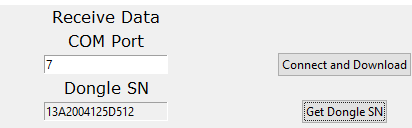 Receive Data
COM Port
7
Connect and Download
Dongle SN
13A2004125D512
Get Dongle SN